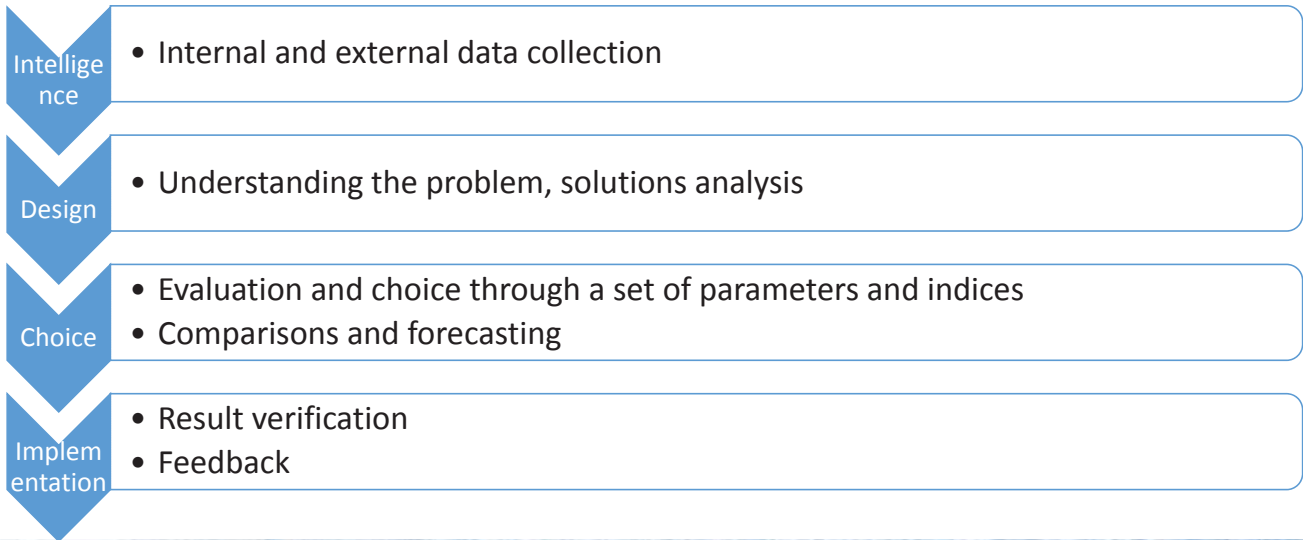 Intellige
nce
• Internal and external data collection
Design
• Understanding the problem, solutions analysis
Choice
• Evaluation and choice through a set of parameters and indices
• Comparisons and forecasting
Implem
entation
• Result verification
• Feedback